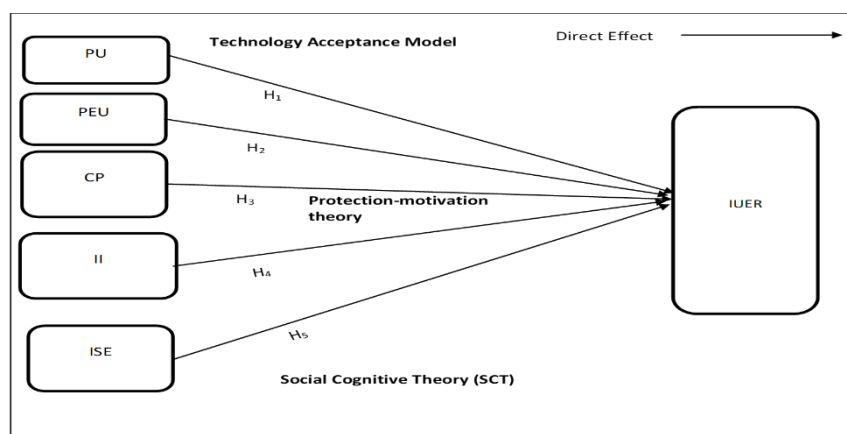 Technology Acceptance Model
Direct Effect
PU
H₁
PEU
H₂
CP
H₃
Protection-motivation
theory
IUER
II
H₄
ISE
H₅
Social Cognitive Theory (SCT)